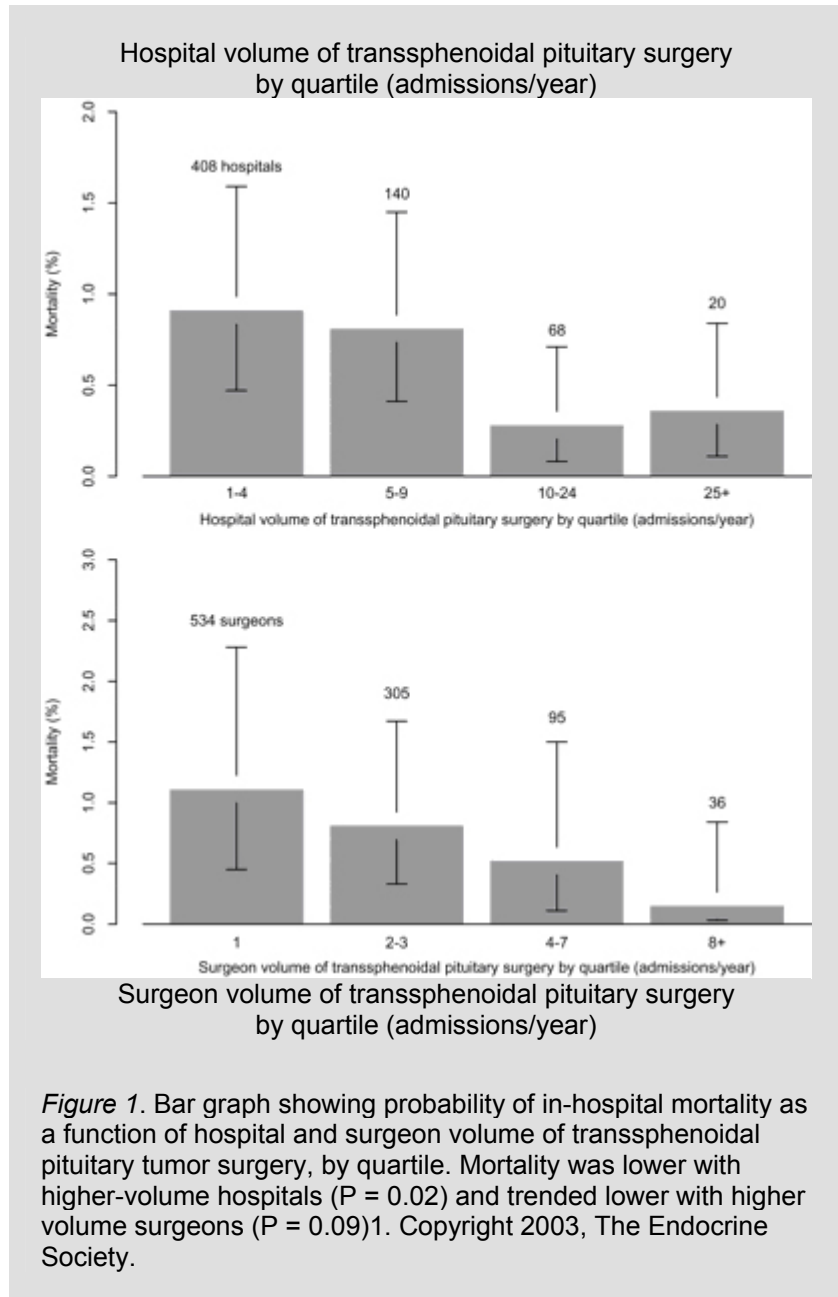 Hospital volume of transsphenoidal pituitary surgery
by quartile (admissions/year)
2.0
1.5
1.0
0.5
0.0
Mortality (%)
408 hospitals
140
68
20
1-4
5-9
10-24
25+
Hospital volume of transsphenoidal pituitary surgery by quartile (admissions/year)
3.0
2.5
2.0
1.5
1.0
0.5
0.0
Mortality (%)
534 surgeons
305
95
36
1
2-3
4-7
8+
Surgeon volume of transsphenoidal pituitary surgery by quartile (admissions/year)
Surgeon volume of transsphenoidal pituitary surgery
by quartile (admissions/year)
Figure 1. Bar graph showing probability of in-hospital mortality as
a function of hospital and surgeon volume of transsphenoidal
pituitary tumor surgery, by quartile. Mortality was lower with
higher-volume hospitals (P = 0.02) and trended lower with higher
volume surgeons (P = 0.09)1. Copyright 2003, The Endocrine
Society.